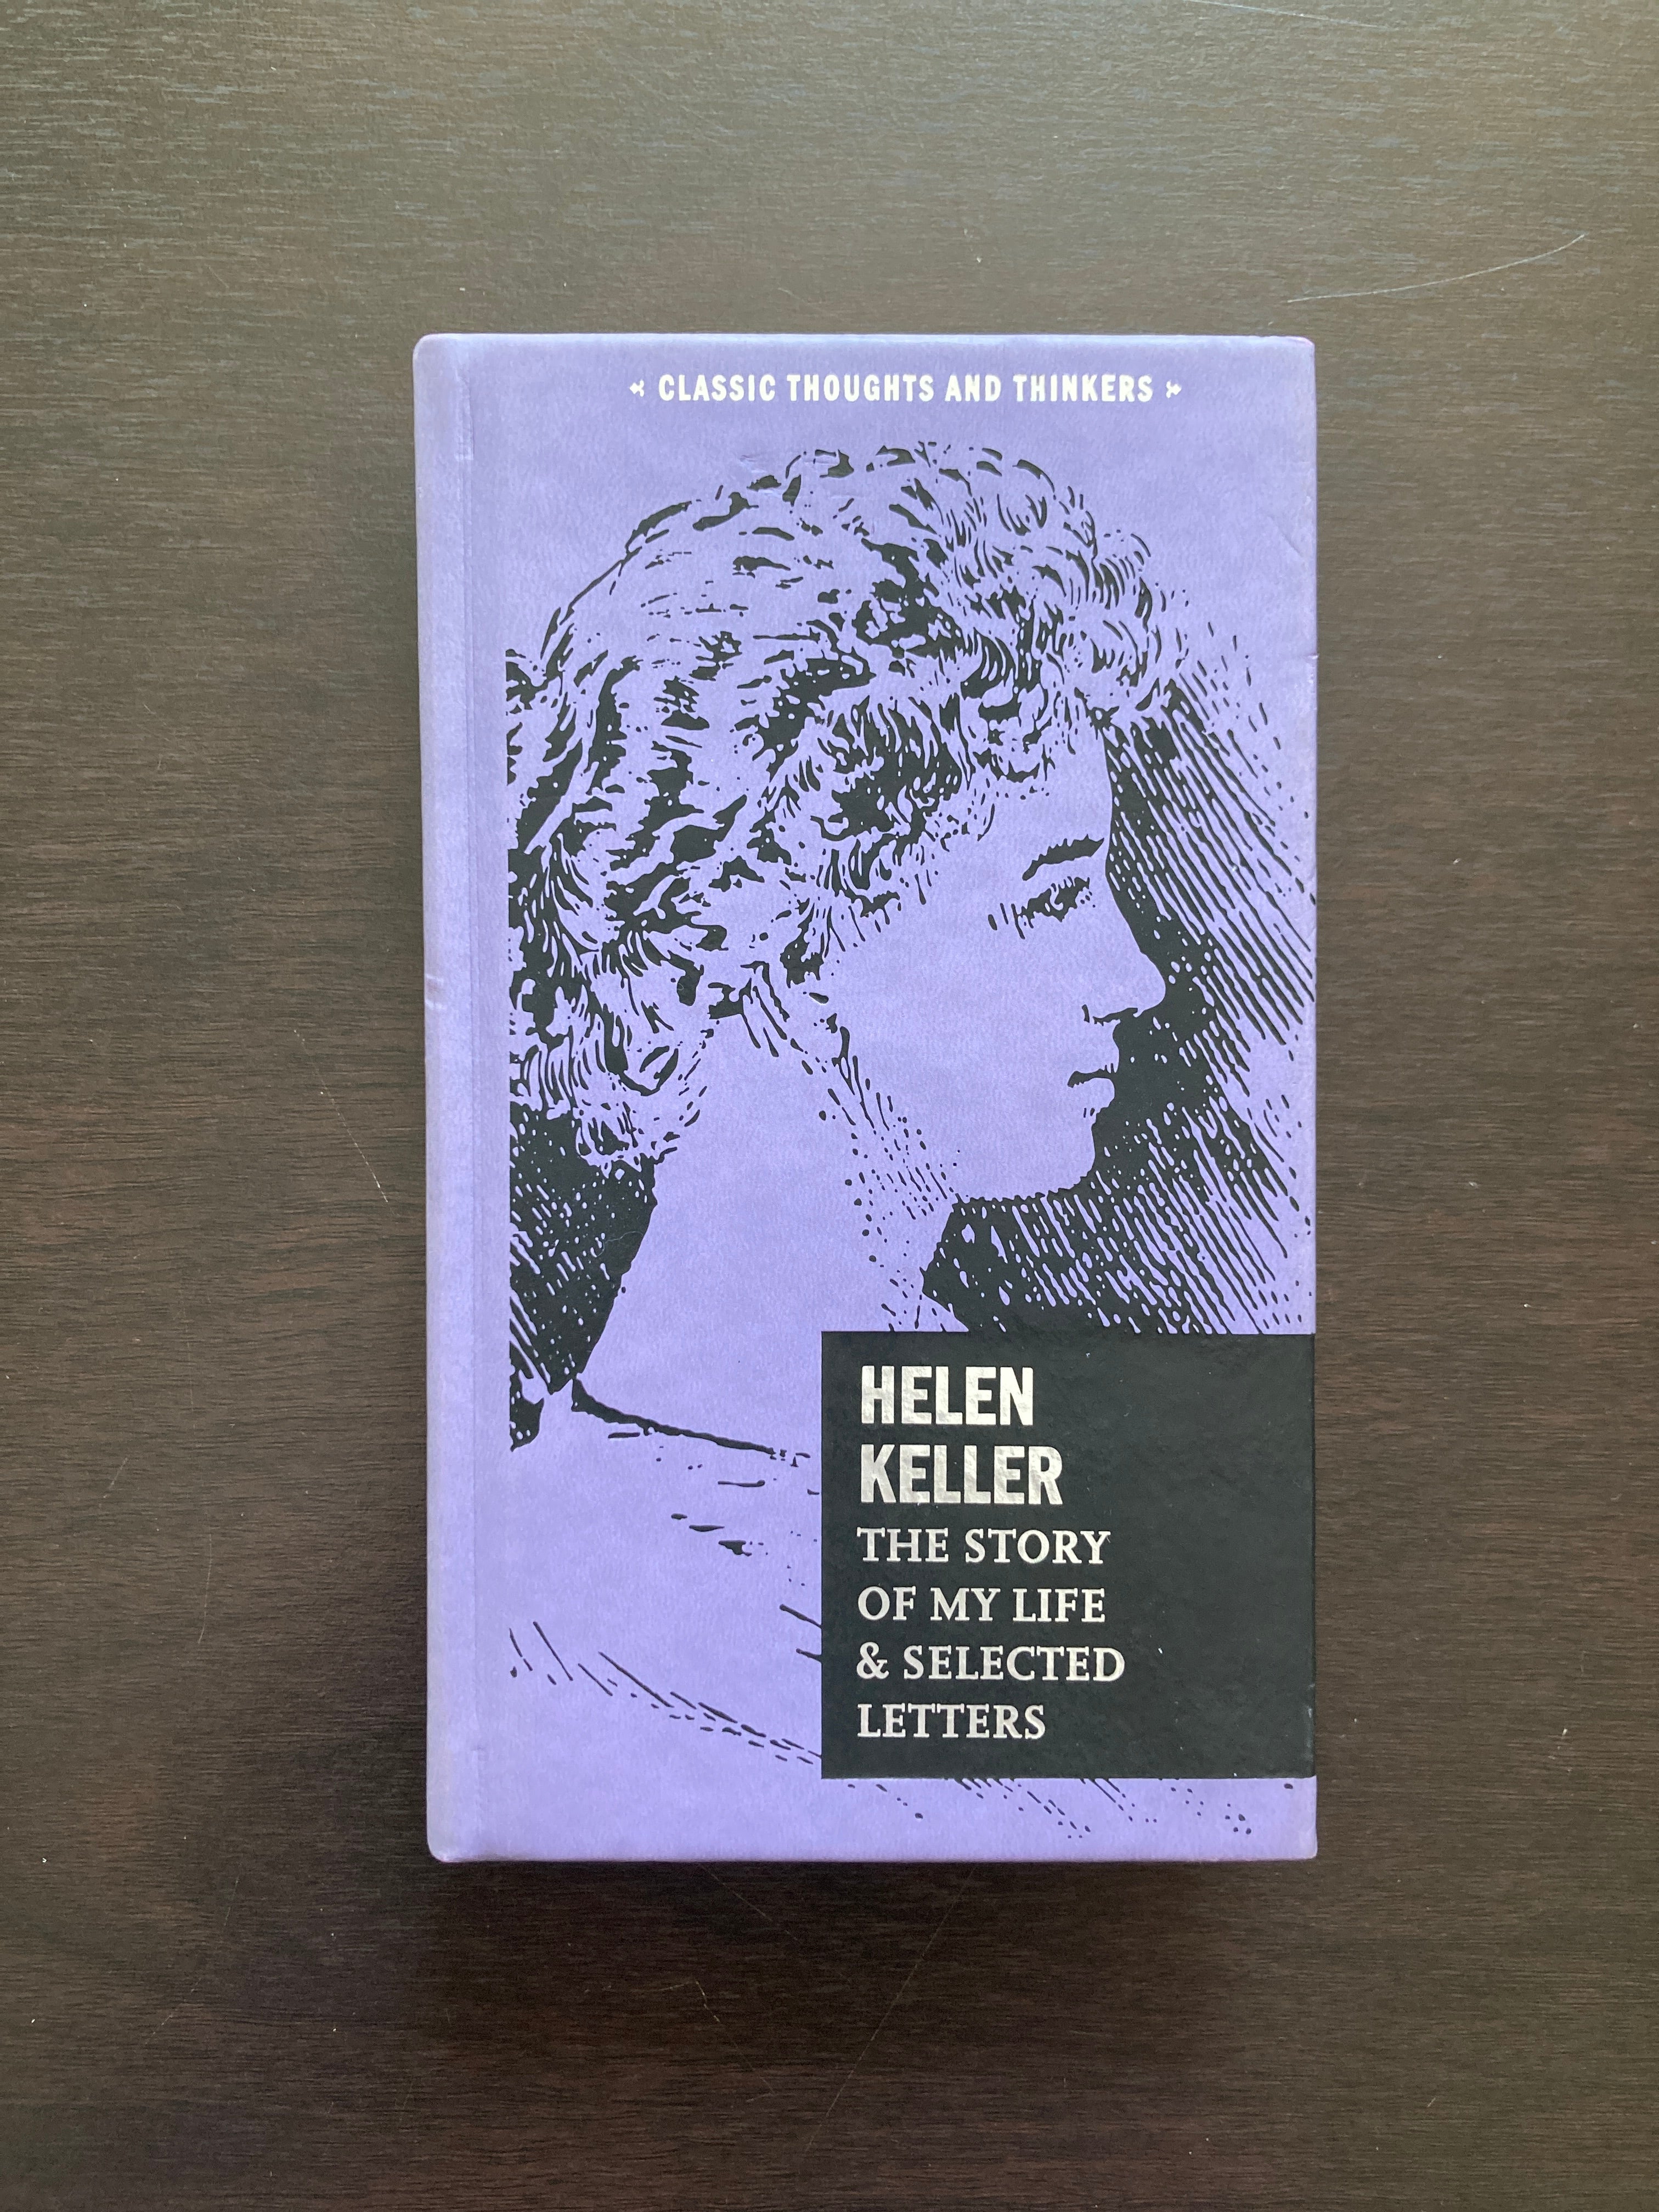 CLASSIC THOUGHTS AND THINKERS
HELEN
KELLER
THE STORY
OF MY LIFE
& SELECTED
LETTERS